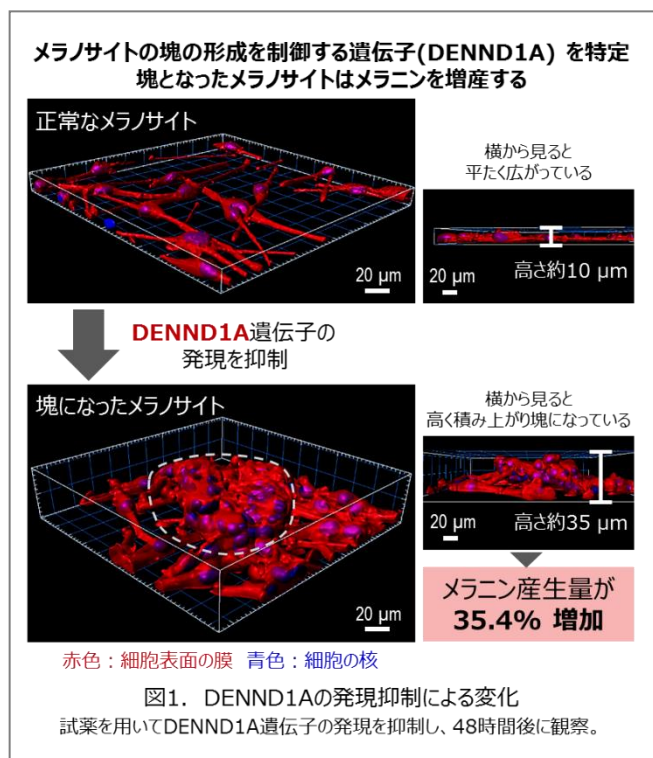 メラノサイトの塊の形成を制御する遺伝子(DENND1A) を特定
塊となったメラノサイトはメラニンを増産する
正常なメラノサイト
20 μm
横から見ると
平たく広がっている
20 μm
高さ約10 μm
DENND1A遺伝子の
発現を抑制
塊になったメラノサイト
20 μm
横から見ると
高く積み上がり塊になっている
20 μm
高さ約35 μm
メラニン産生量が
35.4% 増加
赤色：細胞表面の膜 青色：細胞の核
図1. DENND1Aの発現抑制による変化
試薬を用いてDENND1A遺伝子の発現を抑制し、48時間後に観察。